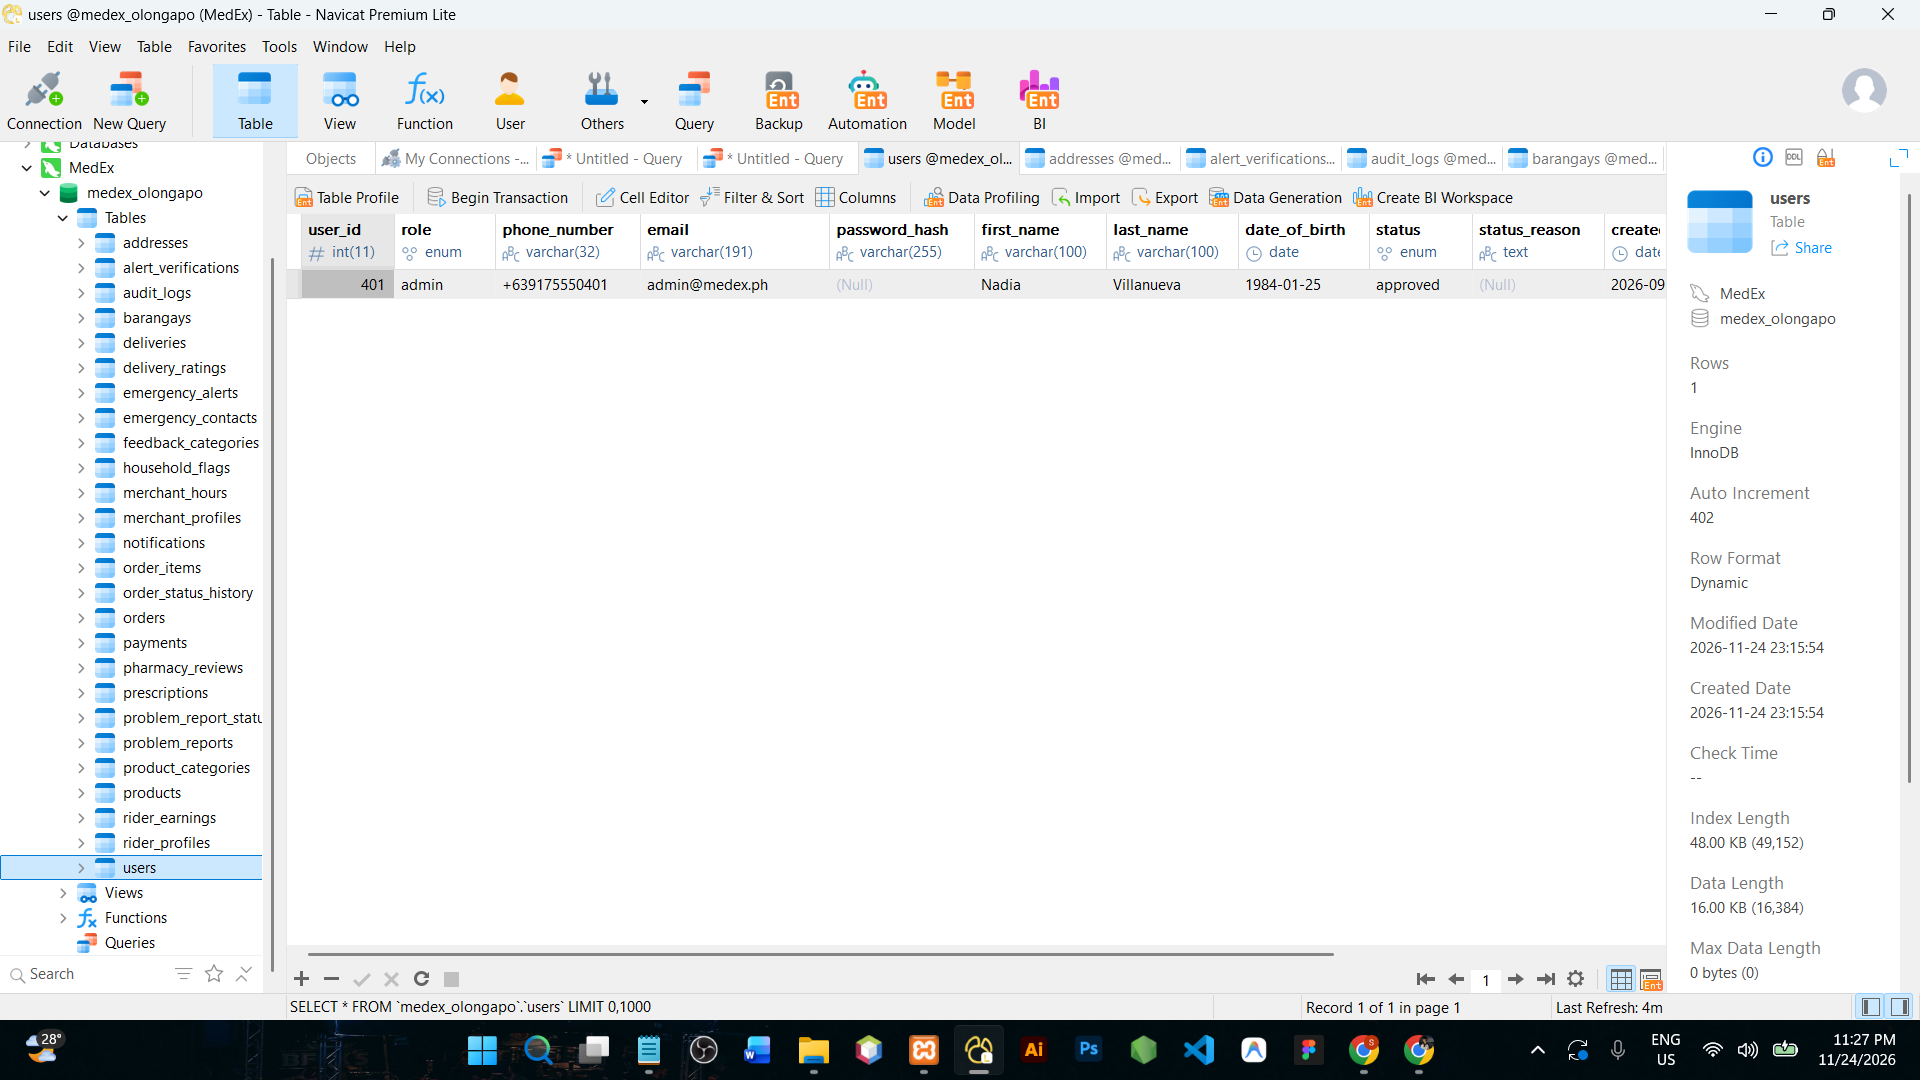 users @medex_olongapo (MedEx) - Table - Navicat Premium Lite
File Edit View Table Favorites Tools Window Help
Connection New Query Table View Function User Others Query Backup Automation Model BI
Ent Ent Ent Ent
Databases
MedEx
medex_olongapo
Tables
addresses
alert_verifications
audit_logs
barangays
deliveries
delivery_ratings
emergency_alerts
emergency_contacts
feedback_categories
household_flags
merchant_hours
merchant_profiles
notifications
order_items
order_status_history
orders
payments
pharmacy_reviews
prescriptions
problem_report_statu
problem_reports
product_categories
products
rider_earnings
rider_profiles
users
Views
Functions
Queries
Search
Objects My Connections -... * Untitled - Query * Untitled - Query users @medex_ol... addresses @med... alert_verifications... audit_logs @med... barangays @med...
Table Profile Begin Transaction Cell Editor Filter & Sort Columns Data Profiling Import Export Data Generation Create BI Workspace
user_id role phone_number email password_hash first_name last_name date_of_birth status status_reason create
# int(11) enum varchar(32) varchar(191) varchar(255) varchar(100) varchar(100) date enum text date
401 admin +639175550401 admin@medex.ph (Null) Nadia Villanueva 1984-01-25 approved (Null) 2026-09
1
SELECT * FROM `medex_olongapo`.`users` LIMIT 0,1000
Record 1 of 1 in page 1
Last Refresh: 4m
users
Table
Share
MedEx
medex_olongapo
Rows
1
Engine
InnoDB
Auto Increment
402
Row Format
Dynamic
Modified Date
2026-11-24 23:15:54
Created Date
2026-11-24 23:15:54
Check Time
--
Index Length
48.00 KB (49,152)
Data Length
16.00 KB (16,384)
Max Data Length
0 bytes (0)
28°
ENG
US
11:27 PM
11/24/2026